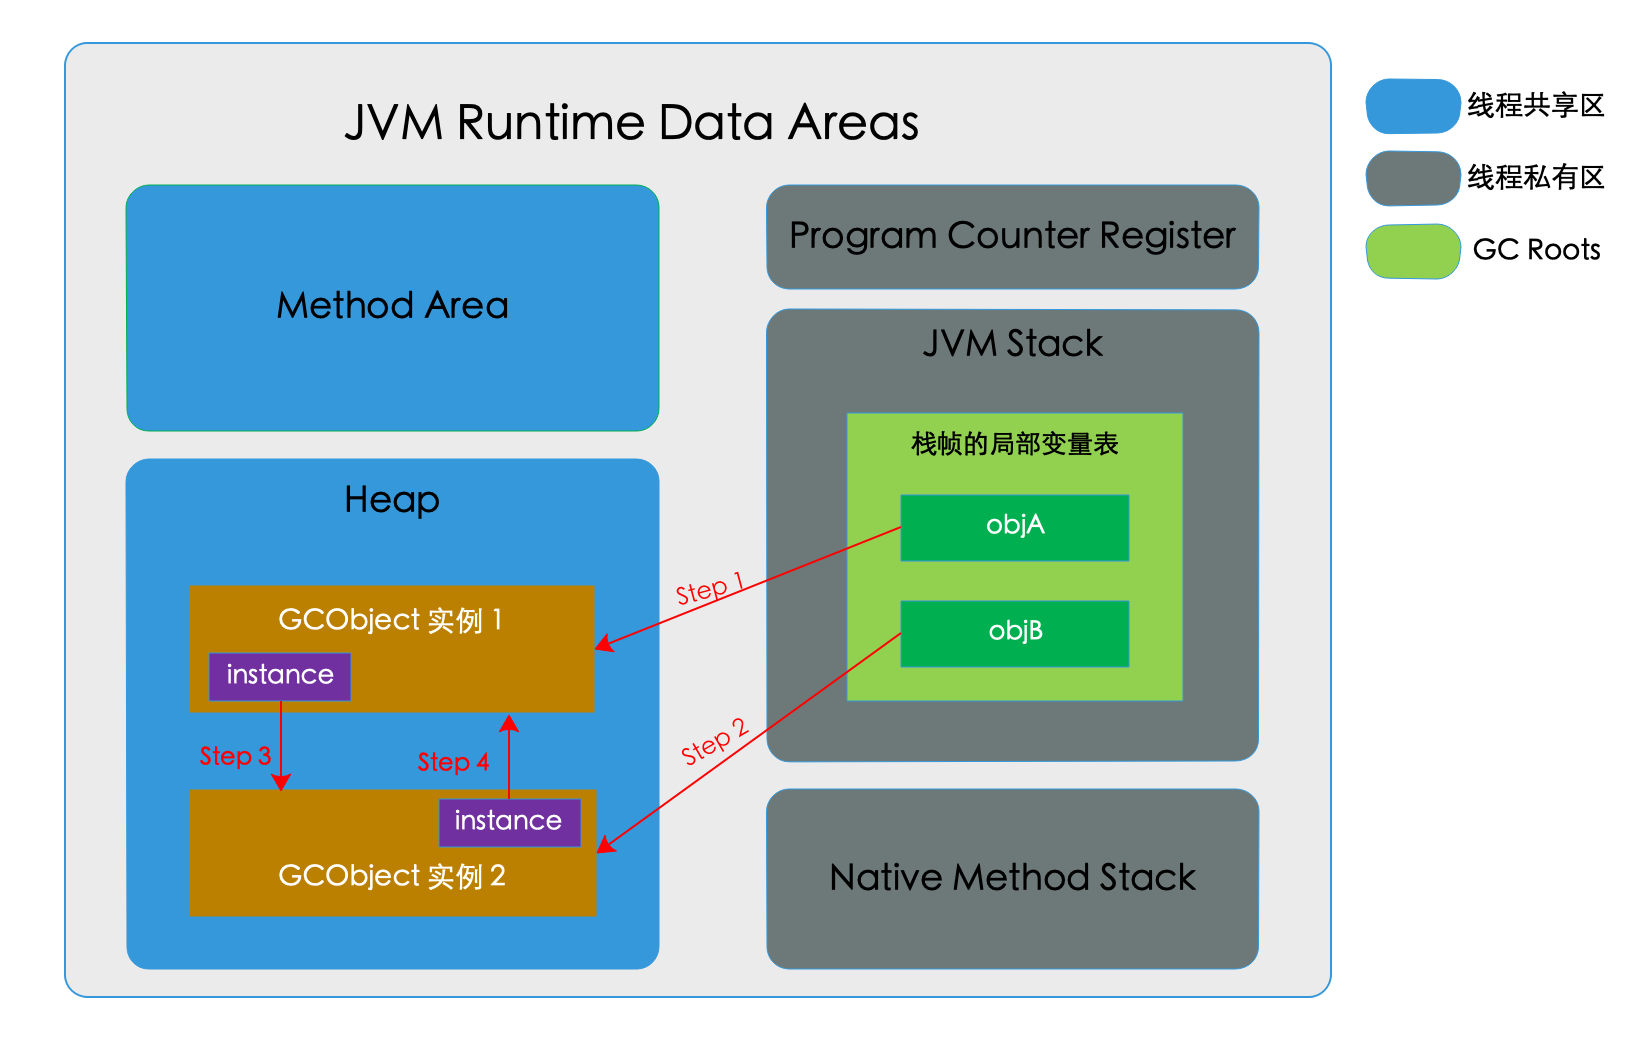 JVM Runtime Data Areas
Method Area
Heap
GCObject 实例 1
instance
Step 3
Step 4
instance
GCObject 实例 2
Step 1
Step 2
Program Counter Register
JVM Stack
栈帧的局部变量表
objA
objB
Native Method Stack
线程共享区
线程私有区
GC Roots